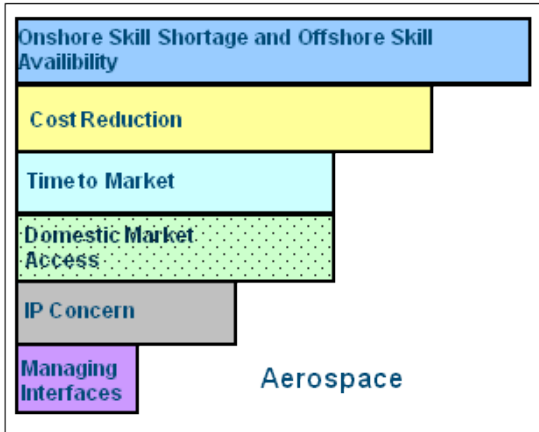 Onshore Skill Shortage and Offshore Skill
Availibility
Cost Reduction
Time to Market
Domestic Market
Access
IP Concern
Managing
Interfaces
Aerospace